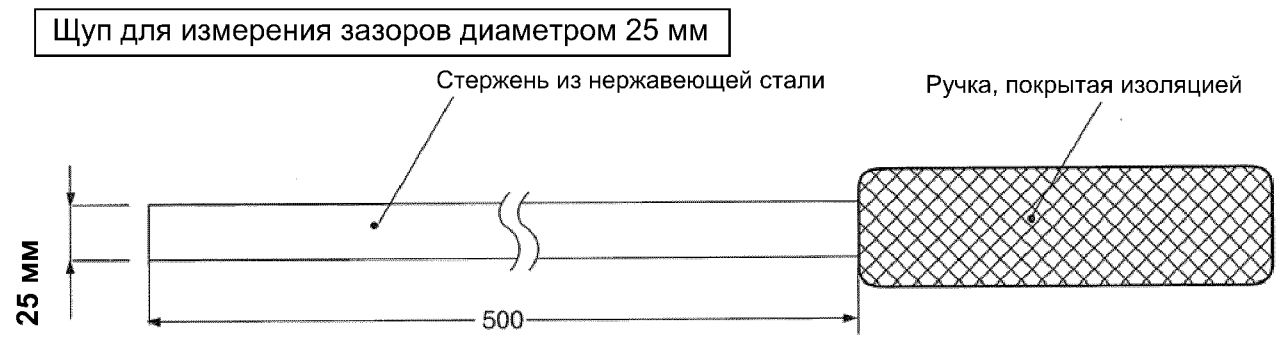 Щуп для измерения зазоров диаметром 25 мм
Стержень из нержавеющей стали
Ручка, покрытая изоляцией
25 мм
500